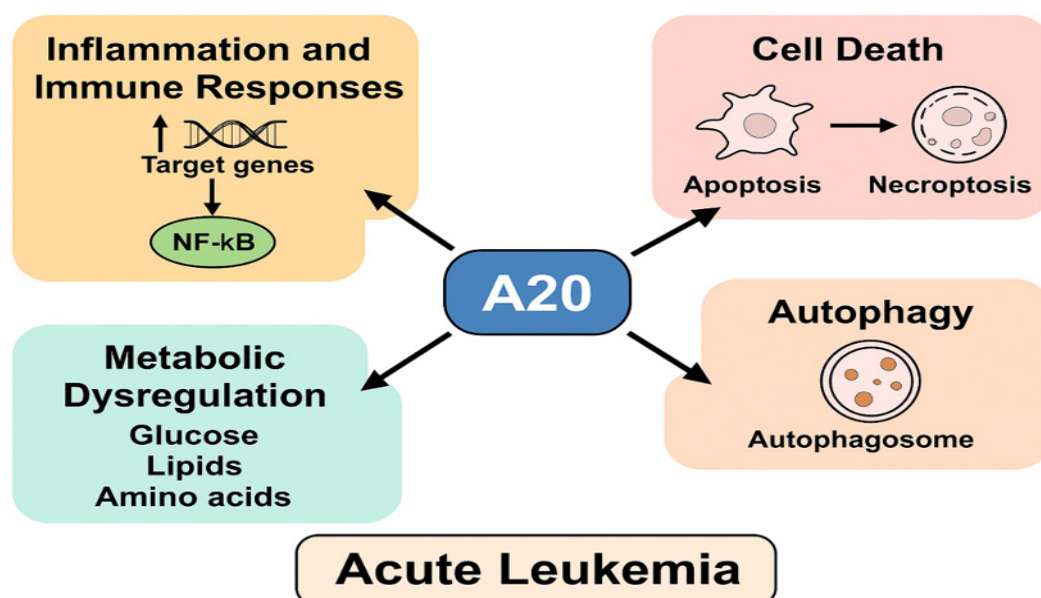 Inflammation and
Immune Responses
Target genes
NF-kB
Cell Death
Apoptosis
Necroptosis
A20
Metabolic
Dysregulation
Glucose
Lipids
Amino acids
Autophagy
Autophagosome
Acute Leukemia